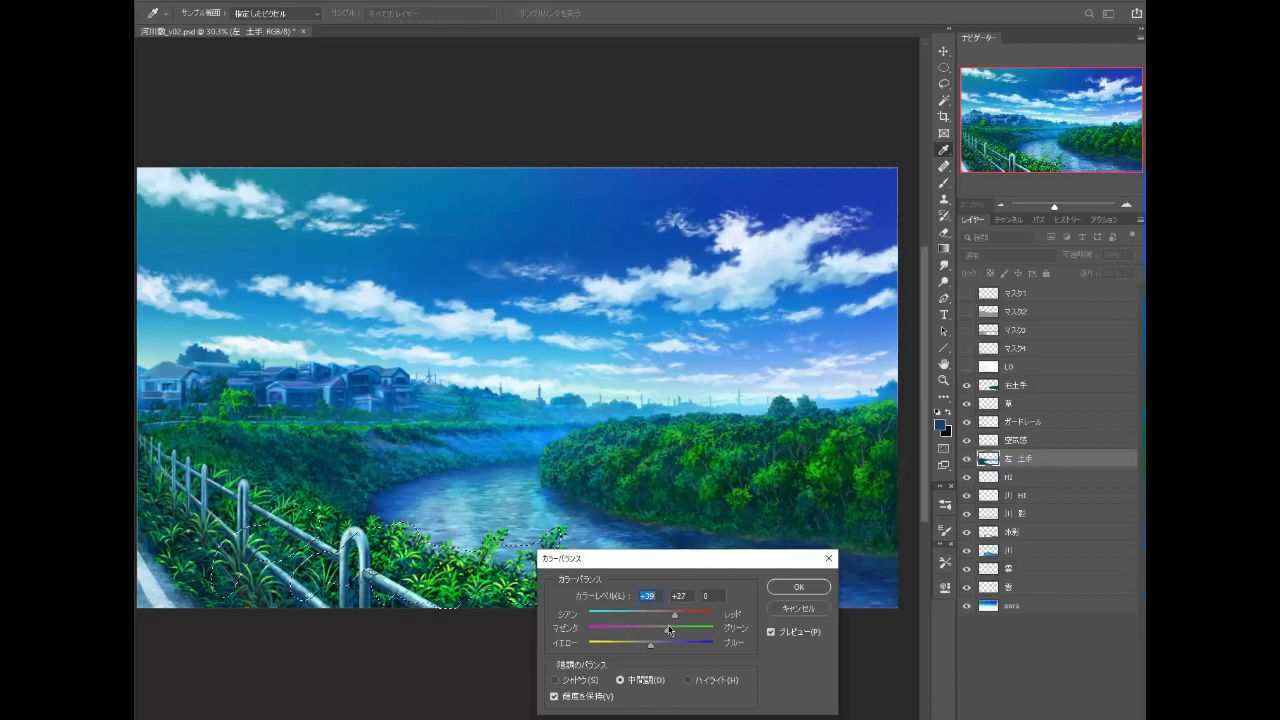 サンプル範囲： 指定したピクセル サンプル： すべてのレイヤー サンプルリングを表示
河川敷_v02.psd @ 30.3% (左 土手, RGB/8) * ×
ナビゲーター
30.25%
レイヤー チャンネル パス ヒストリー アクション
種類
通常 不透明度： 100%
ロック： 塗り： 100%
マスク1
マスク2
マスク3
マスク4
LO
右土手
草
ガードレール
空気感
左 土手
HI
川 HI
川 影
水影
川
雲
雲
sora
カラーバランス
カラーバランス
カラーレベル(L)： +39 +27 0
シアン レッド
マゼンタ グリーン
イエロー ブルー
OK
キャンセル
プレビュー(P)
階調のバランス
シャドウ(S) 中間調(D) ハイライト(H)
輝度を保持(V)